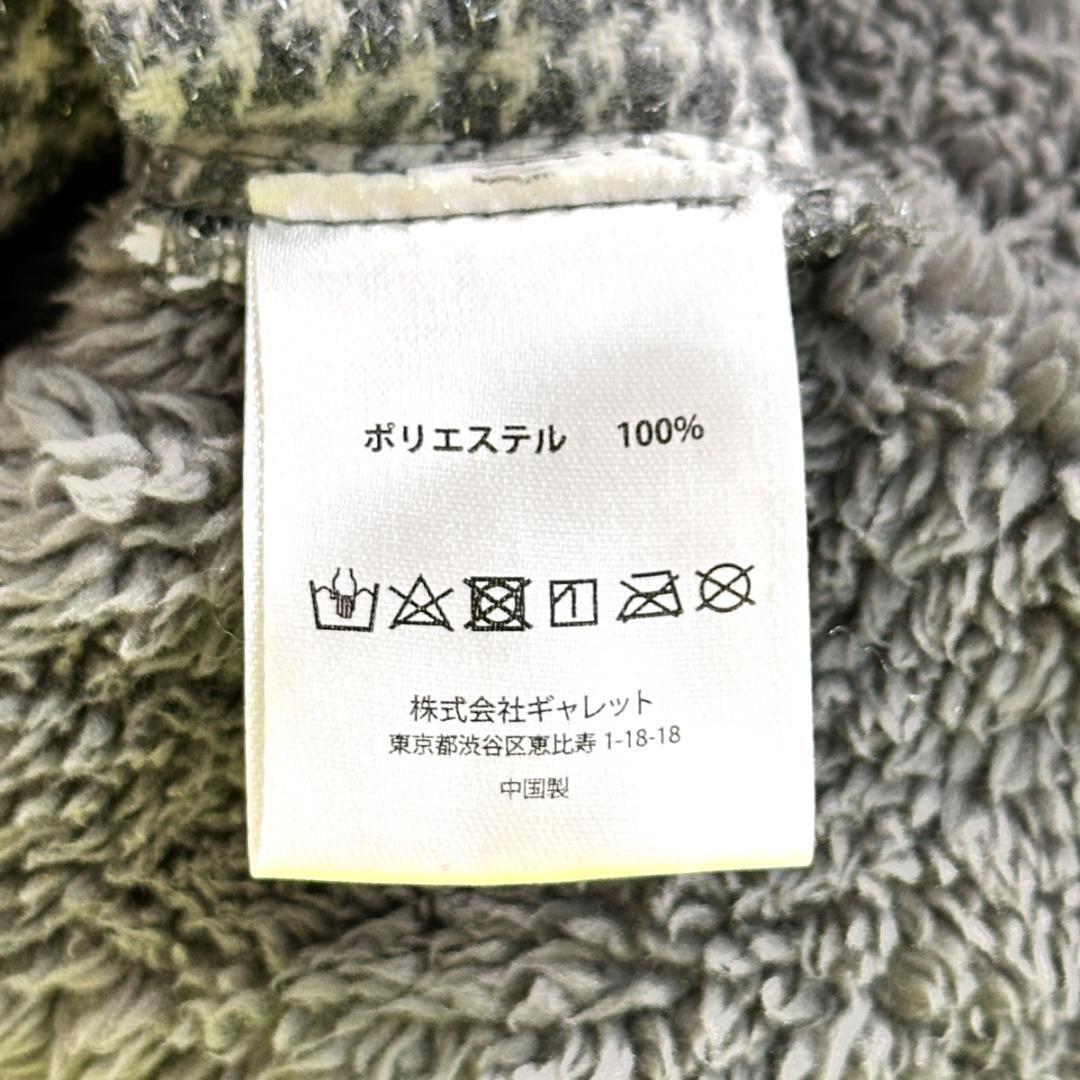 ポリエステル 100%
株式会社ギャレット
東京都渋谷区恵比寿 1-18-18
中国製